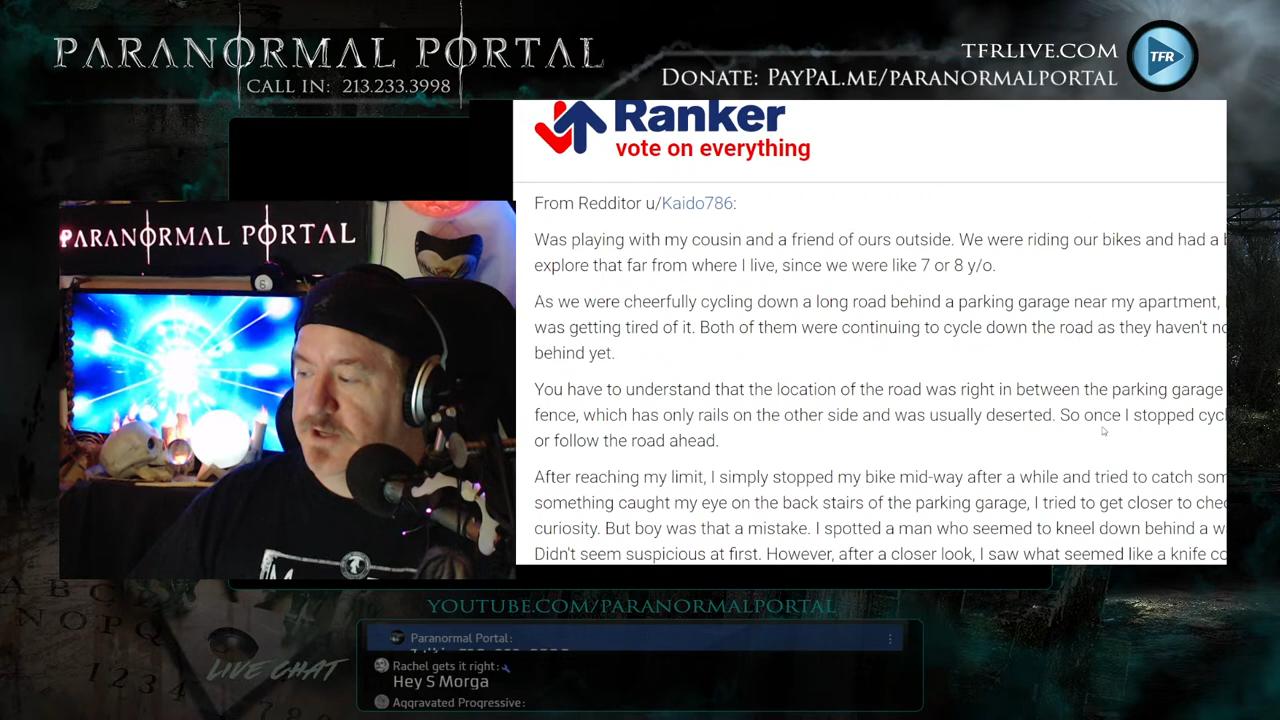 PARANORMAL PORTAL
CALL IN: 213.233.3998
TFRLIVE.COM
DONATE: PAYPAL.ME/PARANORMALPORTAL
TFR
Ranker
vote on everything
From Redditor u/Kaido786:
Was playing with my cousin and a friend of ours outside. We were riding our bikes and had a
explore that far from where I live, since we were like 7 or 8 y/o.
As we were cheerfully cycling down a long road behind a parking garage near my apartment,
was getting tired of it. Both of them were continuing to cycle down the road as they haven't
behind yet.
You have to understand that the location of the road was right in between the parking garage
fence, which has only rails on the other side and was usually deserted. So once I stopped
or follow the road ahead.
After reaching my limit, I simply stopped my bike mid-way after a while and tried to catch
something caught my eye on the back stairs of the parking garage, I tried to get closer to
curiosity. But boy was that a mistake. I spotted a man who seemed to kneel down behind a
Didn't seem suspicious at first. However, after a closer look, I saw what seemed like a knife
PARANORMAL PORTAL
6
YOUTUBE.COM/PARANORMALPORTAL
LIVE CHAT
Paranormal Portal:
Rachel gets it right:
Hey S Morga
Aggravated Progressive:
A B C
N O P Q
1 2 3 4